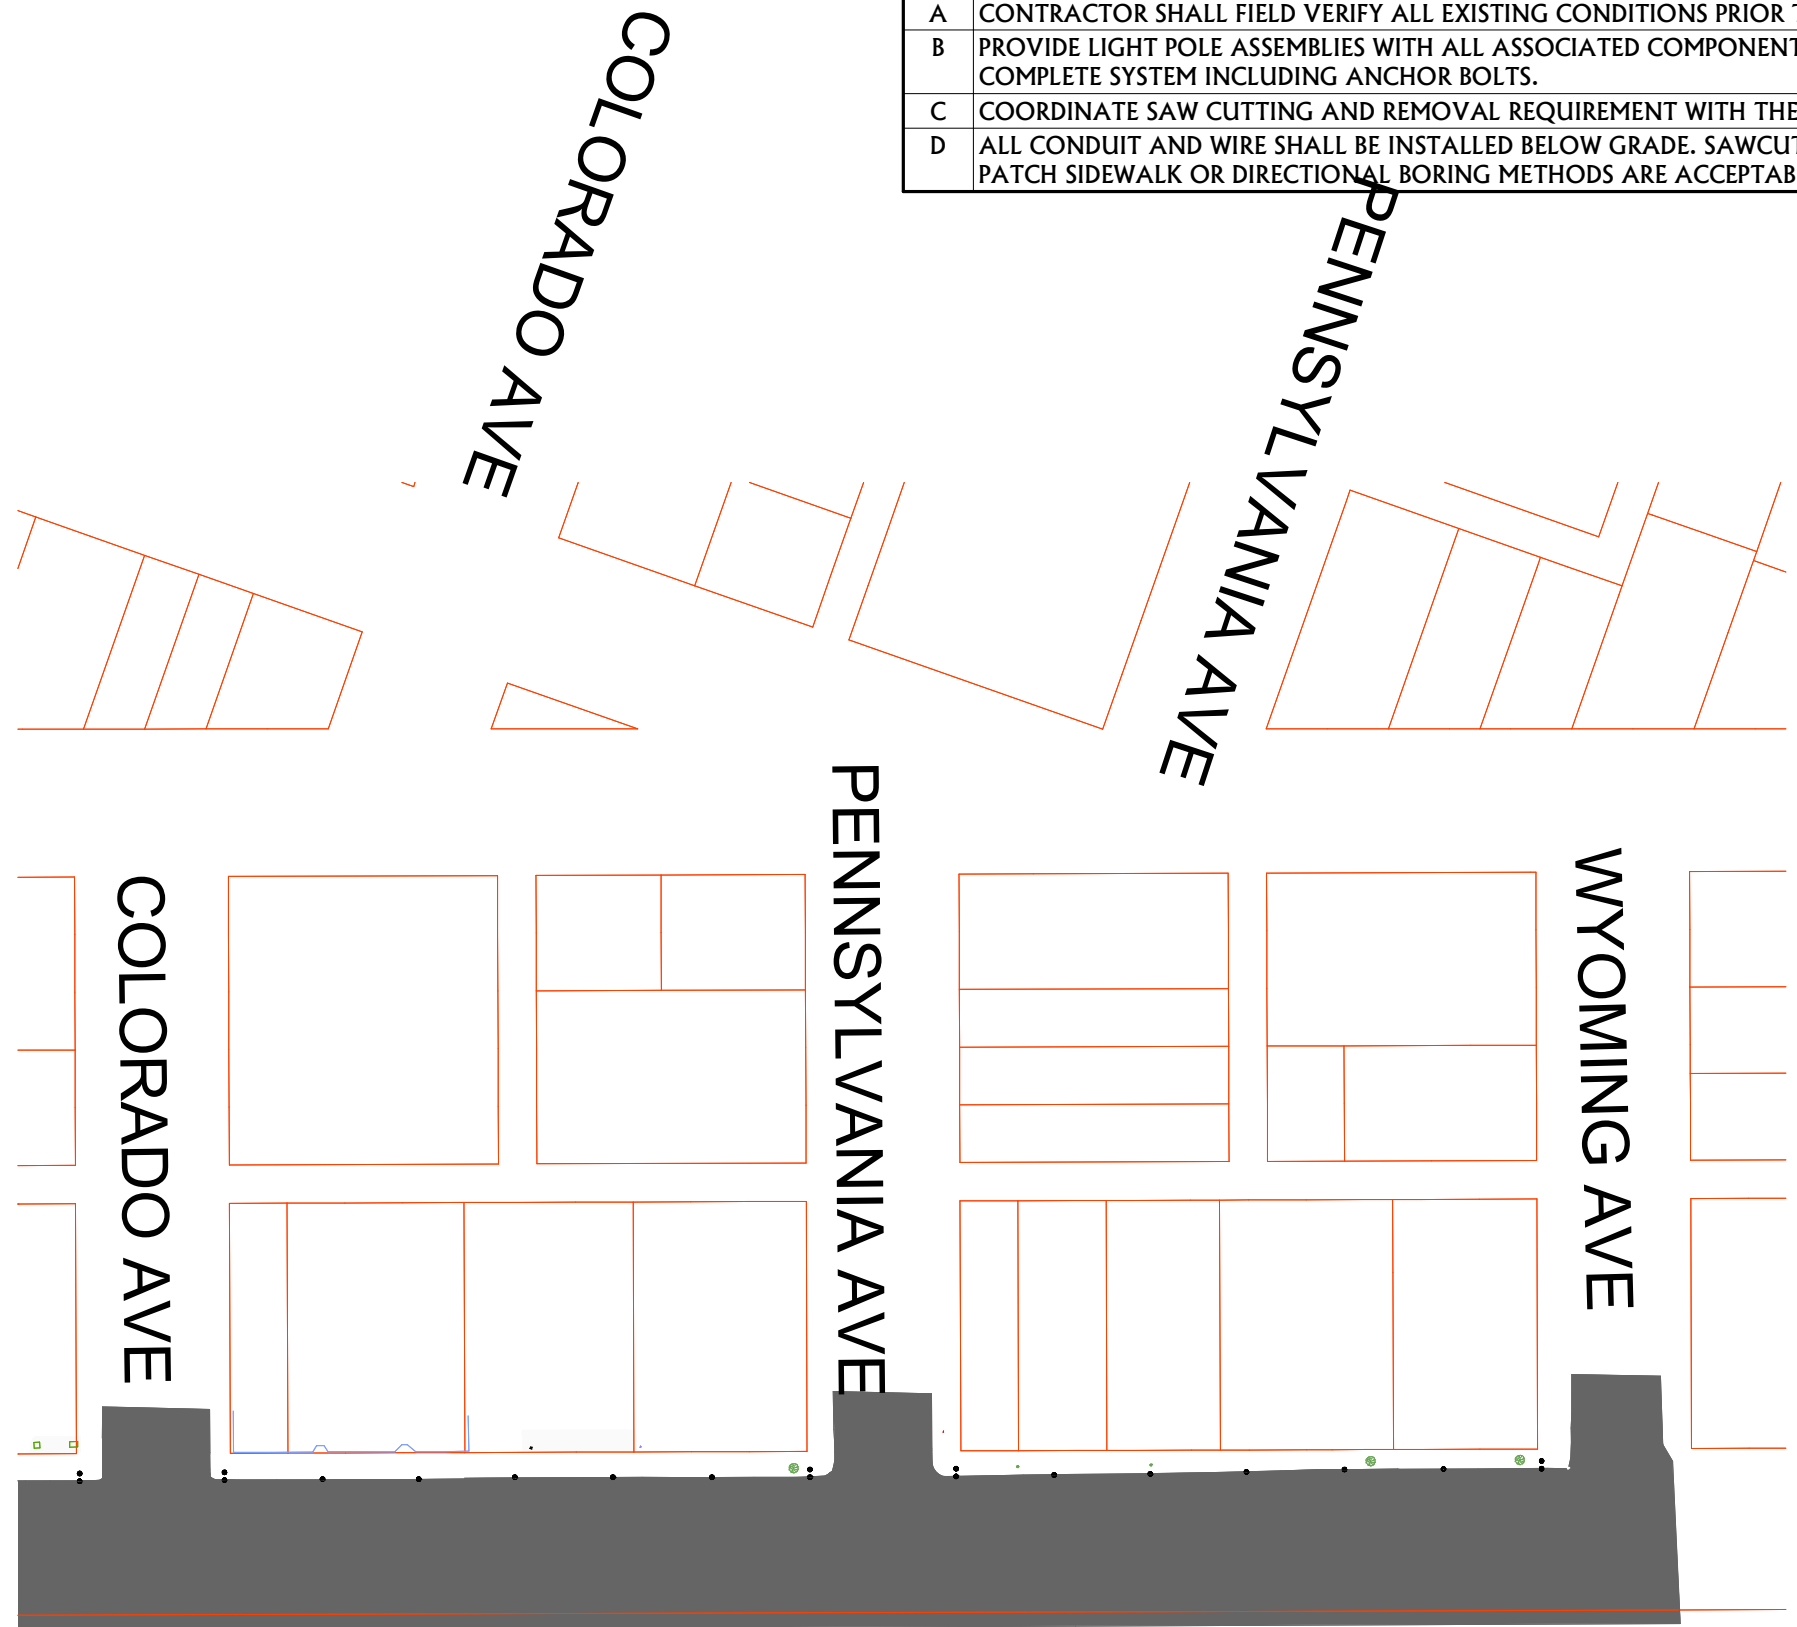 A CONTRACTOR SHALL FIELD VERIFY ALL EXISTING CONDITIONS PRIOR
B PROVIDE LIGHT POLE ASSEMBLIES WITH ALL ASSOCIATED COMPONENT
COMPLETE SYSTEM INCLUDING ANCHOR BOLTS.
C COORDINATE SAW CUTTING AND REMOVAL REQUIREMENT WITH THE
D ALL CONDUIT AND WIRE SHALL BE INSTALLED BELOW GRADE. SAWCUT
PATCH SIDEWALK OR DIRECTIONAL BORING METHODS ARE ACCEPTAB
COLORADO AVE
PENNSYLVANIA AVE
COLORADO AVE
PENNSYLVANIA AVE
WYOMING AVE